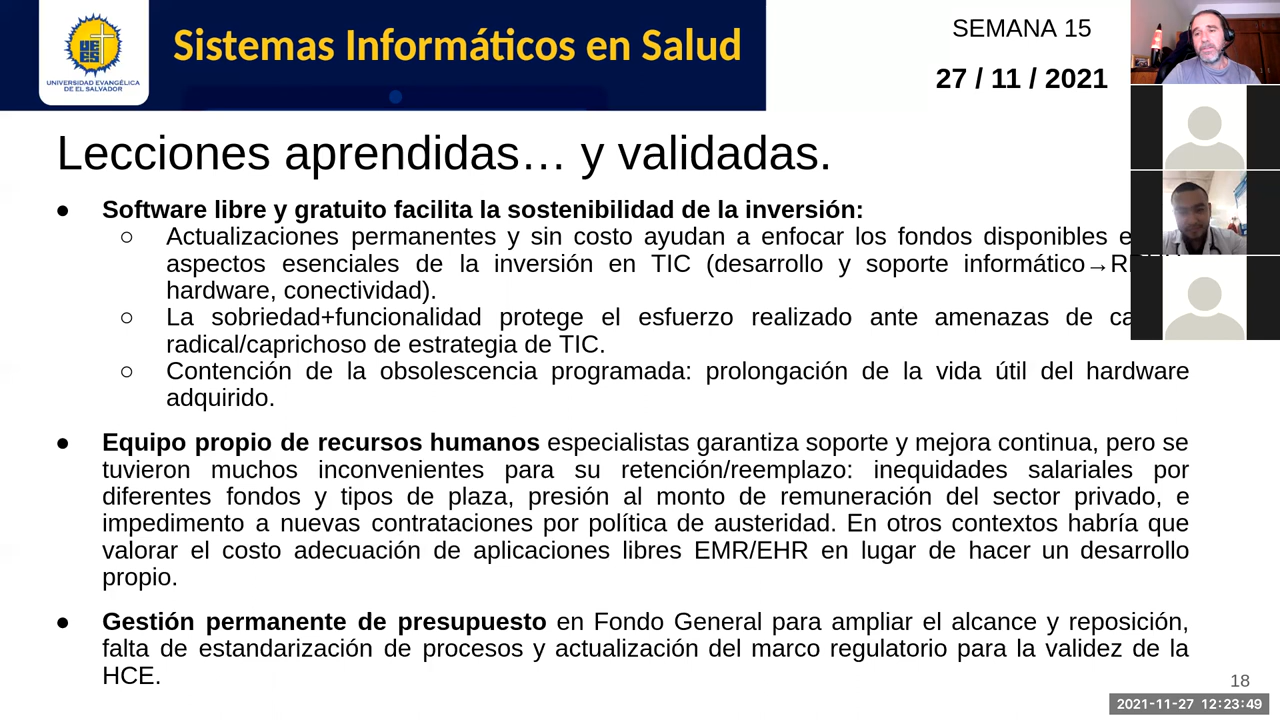 UNIVERSIDAD EVANGÉLICA
DE EL SALVADOR
Sistemas Informáticos en Salud
SEMANA 15
27 / 11 / 2021
Lecciones aprendidas… y validadas.
● Software libre y gratuito facilita la sostenibilidad de la inversión:
○ Actualizaciones permanentes y sin costo ayudan a enfocar los fondos disponibles
aspectos esenciales de la inversión en TIC (desarrollo y soporte informático→
hardware, conectividad).
○ La sobriedad+funcionalidad protege el esfuerzo realizado ante amenazas de
radical/caprichoso de estrategia de TIC.
○ Contención de la obsolescencia programada: prolongación de la vida útil del hardware
adquirido.
● Equipo propio de recursos humanos especialistas garantiza soporte y mejora continua, pero se
tuvieron muchos inconvenientes para su retención/reemplazo: inequidades salariales por
diferentes fondos y tipos de plaza, presión al monto de remuneración del sector privado, e
impedimento a nuevas contrataciones por política de austeridad. En otros contextos habría que
valorar el costo adecuación de aplicaciones libres EMR/EHR en lugar de hacer un desarrollo
propio.
● Gestión permanente de presupuesto en Fondo General para ampliar el alcance y reposición,
falta de estandarización de procesos y actualización del marco regulatorio para la validez de la
HCE.
18
2021-11-27 12:23:49